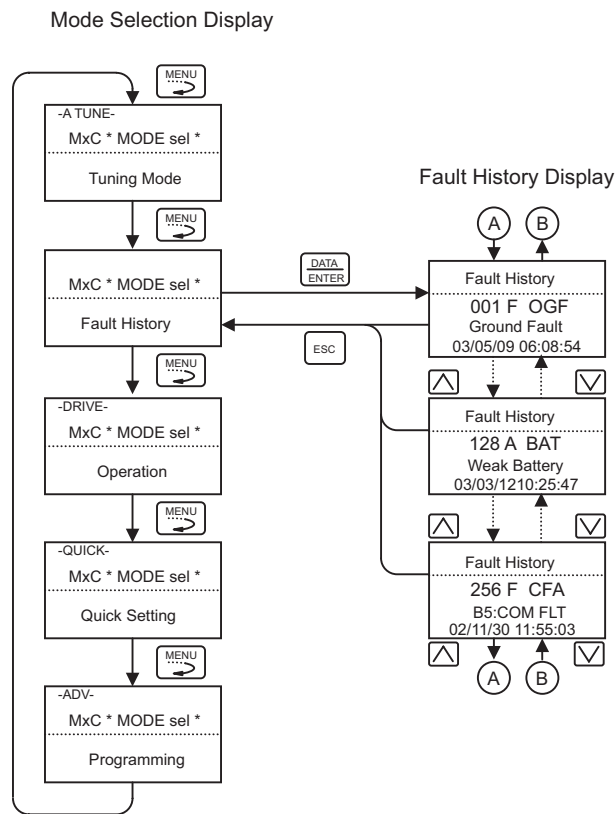 Mode Selection Display
MENU
-A TUNE-
MxC * MODE sel *
Tuning Mode
MENU
MxC * MODE sel *
Fault History
MENU
-DRIVE-
MxC * MODE sel *
Operation
MENU
-QUICK-
MxC * MODE sel *
Quick Setting
MENU
-ADV-
MxC * MODE sel *
Programming
DATA
ENTER
ESC
Fault History Display
A B
Fault History
001 F OGF
Ground Fault
03/05/09 06:08:54
Fault History
128 A BAT
Weak Battery
03/03/1210:25:47
Fault History
256 F CFA
B5:COM FLT
02/11/30 11:55:03
A B